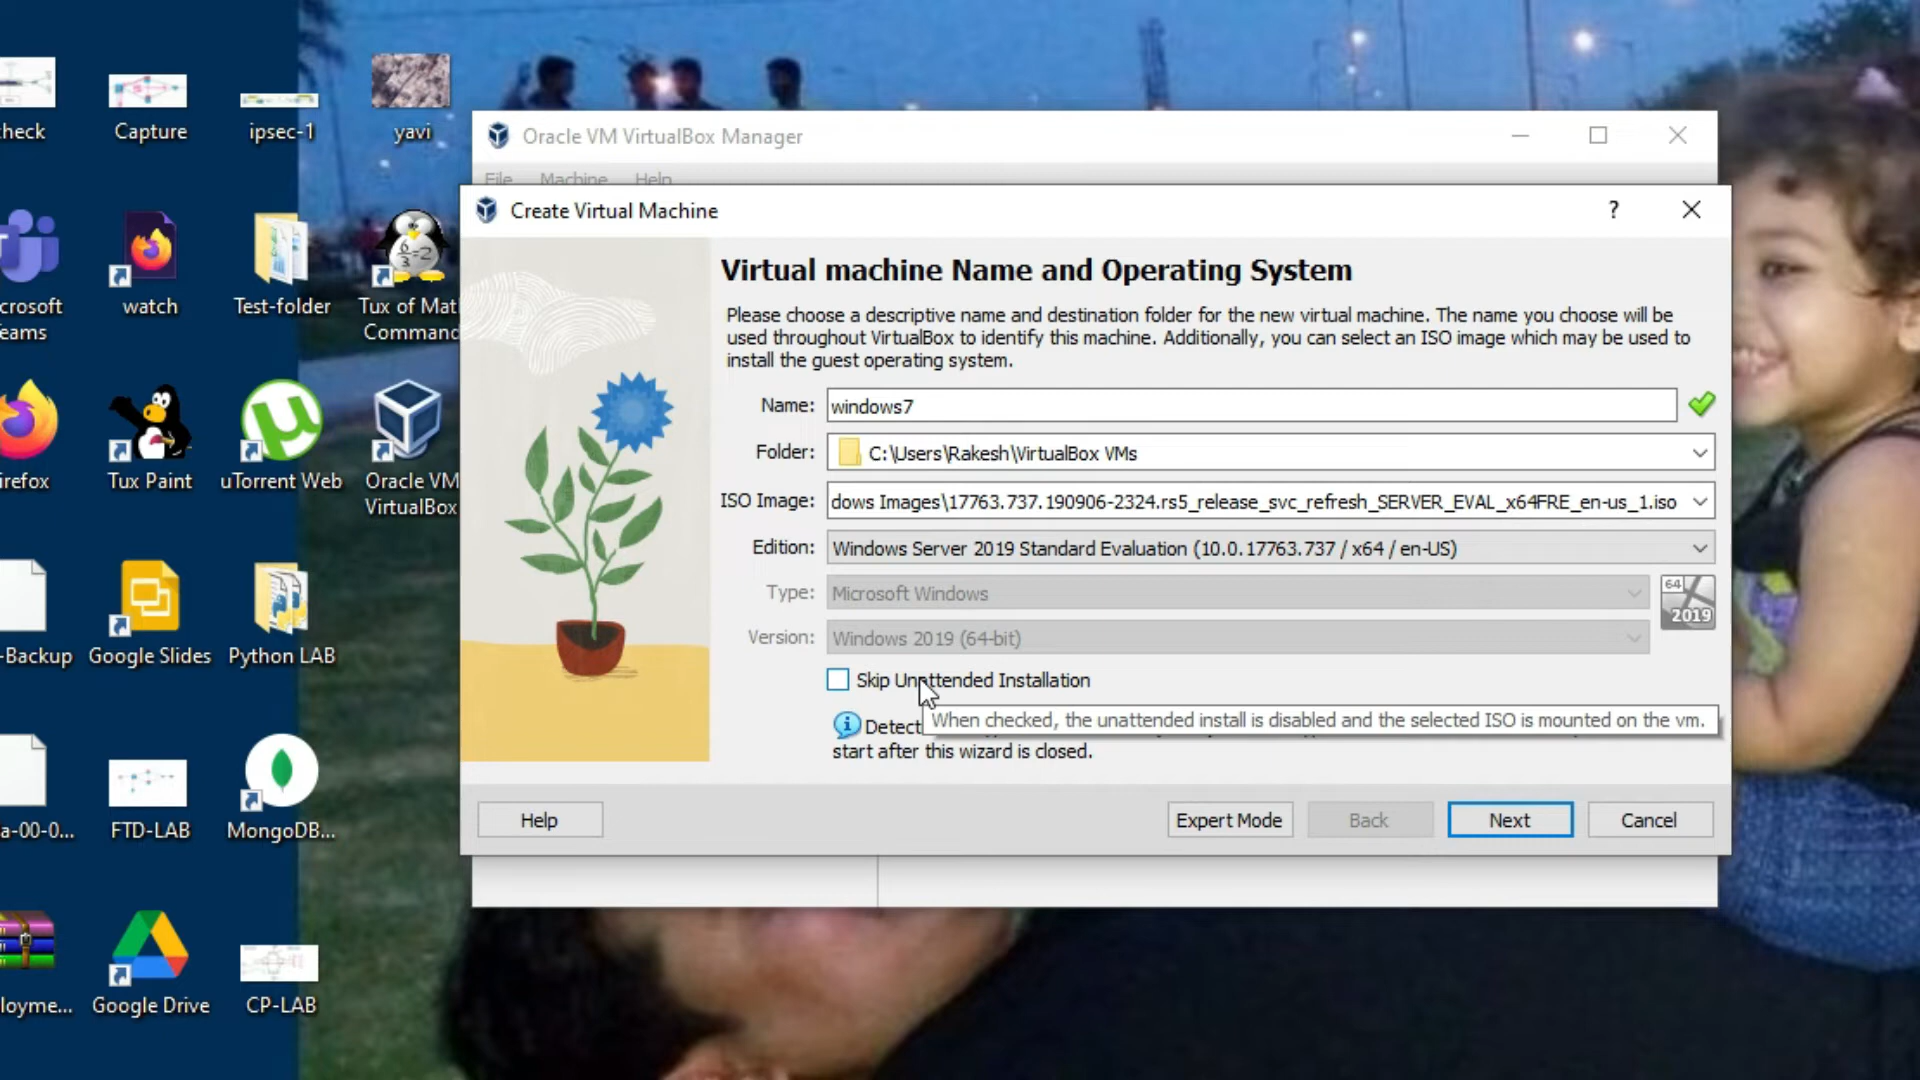 check
Capture
ipsec-1
yavi
Teams
watch
Test-folder
Tux of Mat
Command
6/3=2
Tux Paint
uTorrent Web
Oracle VM
VirtualBox
-Backup
Google Slides
Python LAB
a-00-0...
FTD-LAB
MongoDB...
loyme...
Google Drive
CP-LAB
Oracle VM VirtualBox Manager
File Machine Help
Create Virtual Machine
?
Virtual machine Name and Operating System
Please choose a descriptive name and destination folder for the new virtual machine. The name you choose will be
used throughout VirtualBox to identify this machine. Additionally, you can select an ISO image which may be used to
install the guest operating system.
Name: windows7
Folder: C:\Users\Rakesh\VirtualBox VMs
ISO Image: dows Images\17763.737.190906-2324.rs5_release_svc_refresh_SERVER_EVAL_x64FRE_en-us_1.iso
Edition: Windows Server 2019 Standard Evaluation (10.0.17763.737 / x64 / en-US)
Type: Microsoft Windows
64
2019
Version: Windows 2019 (64-bit)
Skip Unattended Installation
Detect
When checked, the unattended install is disabled and the selected ISO is mounted on the vm.
start after this wizard is closed.
Help
Expert Mode
Back
Next
Cancel